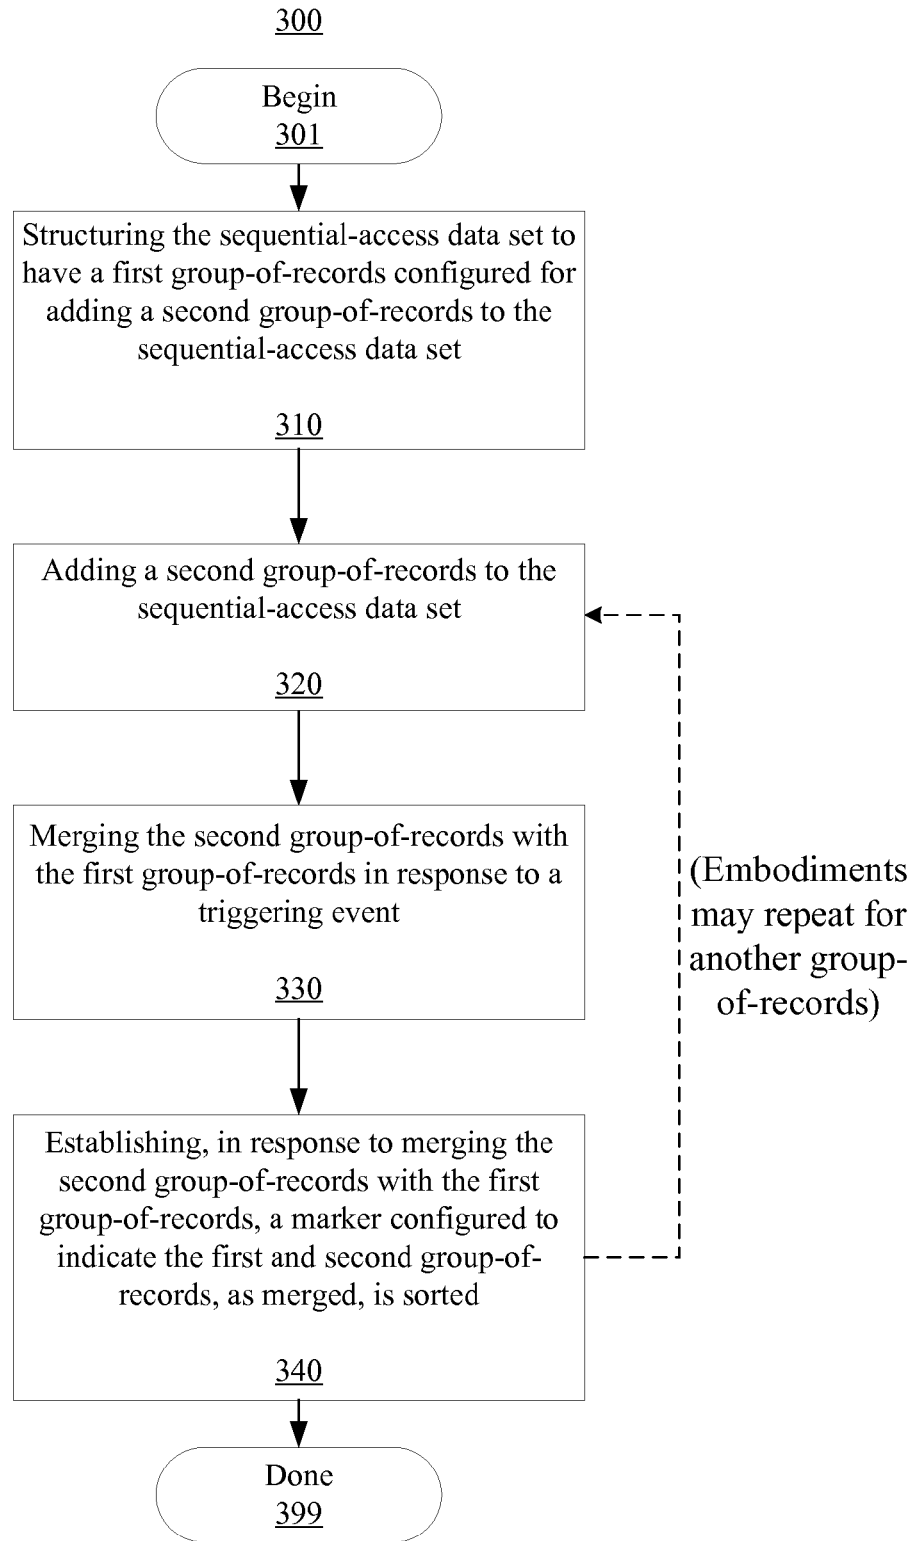 300
Begin
301
Structuring the sequential-access data set to
have a first group-of-records configured for
adding a second group-of-records to the
sequential-access data set
310
Adding a second group-of-records to the
sequential-access data set
320
Merging the second group-of-records with
the first group-of-records in response to a
triggering event
330
(Embodiments
may repeat for
another group-
of-records)
Establishing, in response to merging the
second group-of-records with the first
group-of-records, a marker configured to
indicate the first and second group-of-
records, as merged, is sorted
340
Done
399